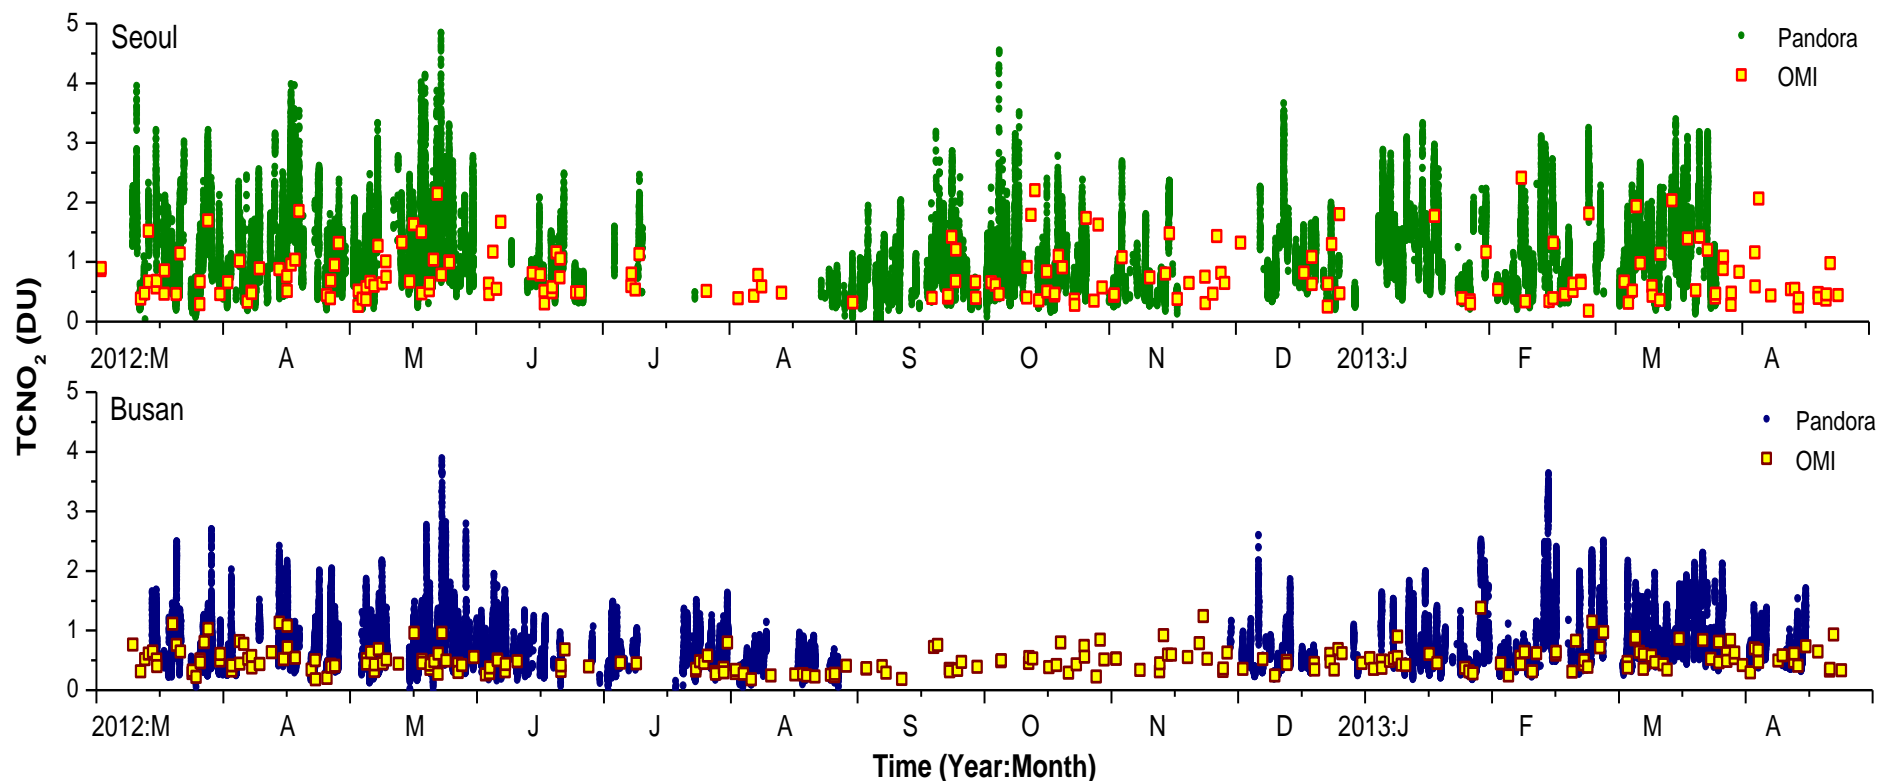 TCNO₂ (DU)
5
4
3
2
1
0
Seoul
Pandora
OMI
2012:M A M J J A S O N D 2013:J F M A
5
4
3
2
1
0
Busan
Pandora
OMI
2012:M A M J J A S O N D 2013:J F M A
Time (Year:Month)